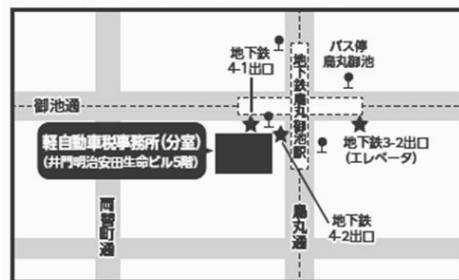 地下鉄
4-1出口
バス停
烏丸御池
地下鉄烏丸御池駅
御池通
軽自動車税事務所(分室)
(井門明治安田生命ビル5階)
地下鉄3-2出口
(エレベータ)
両替町通
烏丸通
地下鉄
4-2出口